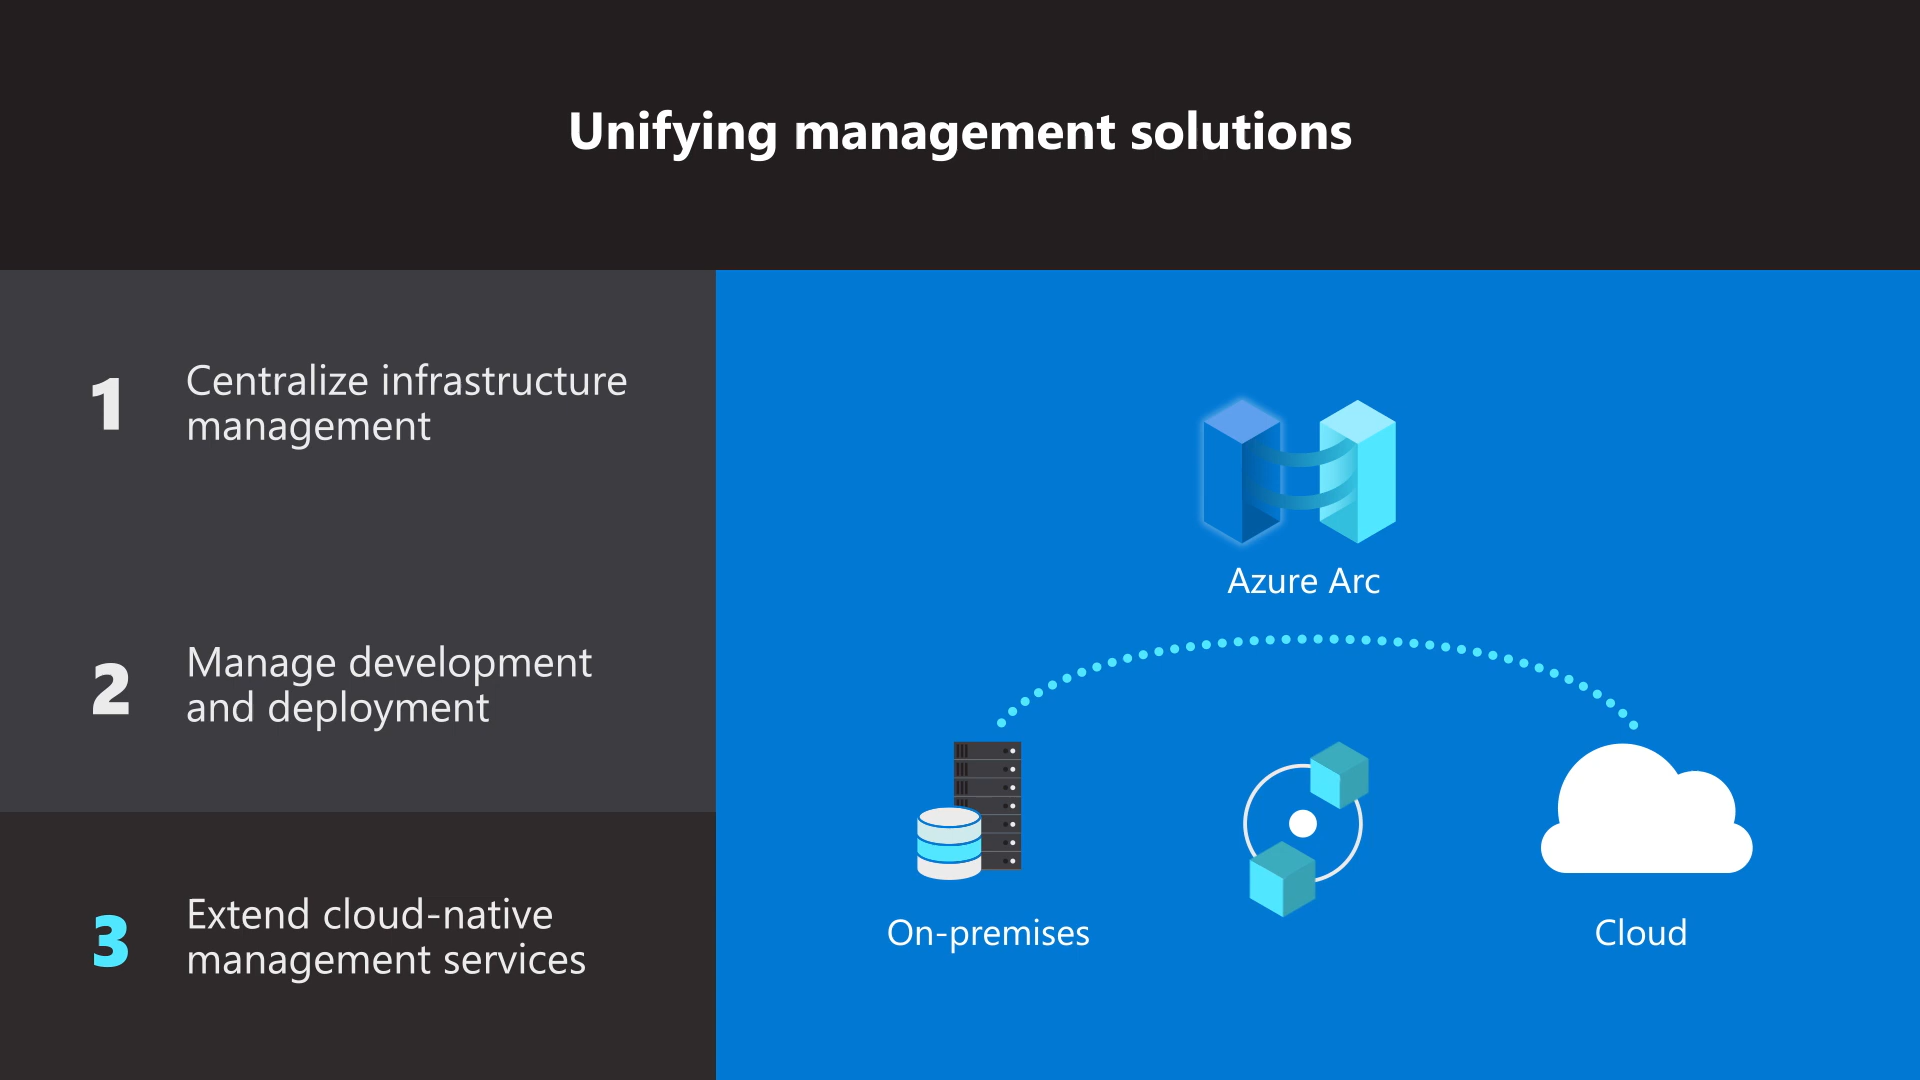 Unifying management solutions
1
Centralize infrastructure
management
2
Manage development
and deployment
3
Extend cloud-native
management services
Azure Arc
On-premises
Cloud